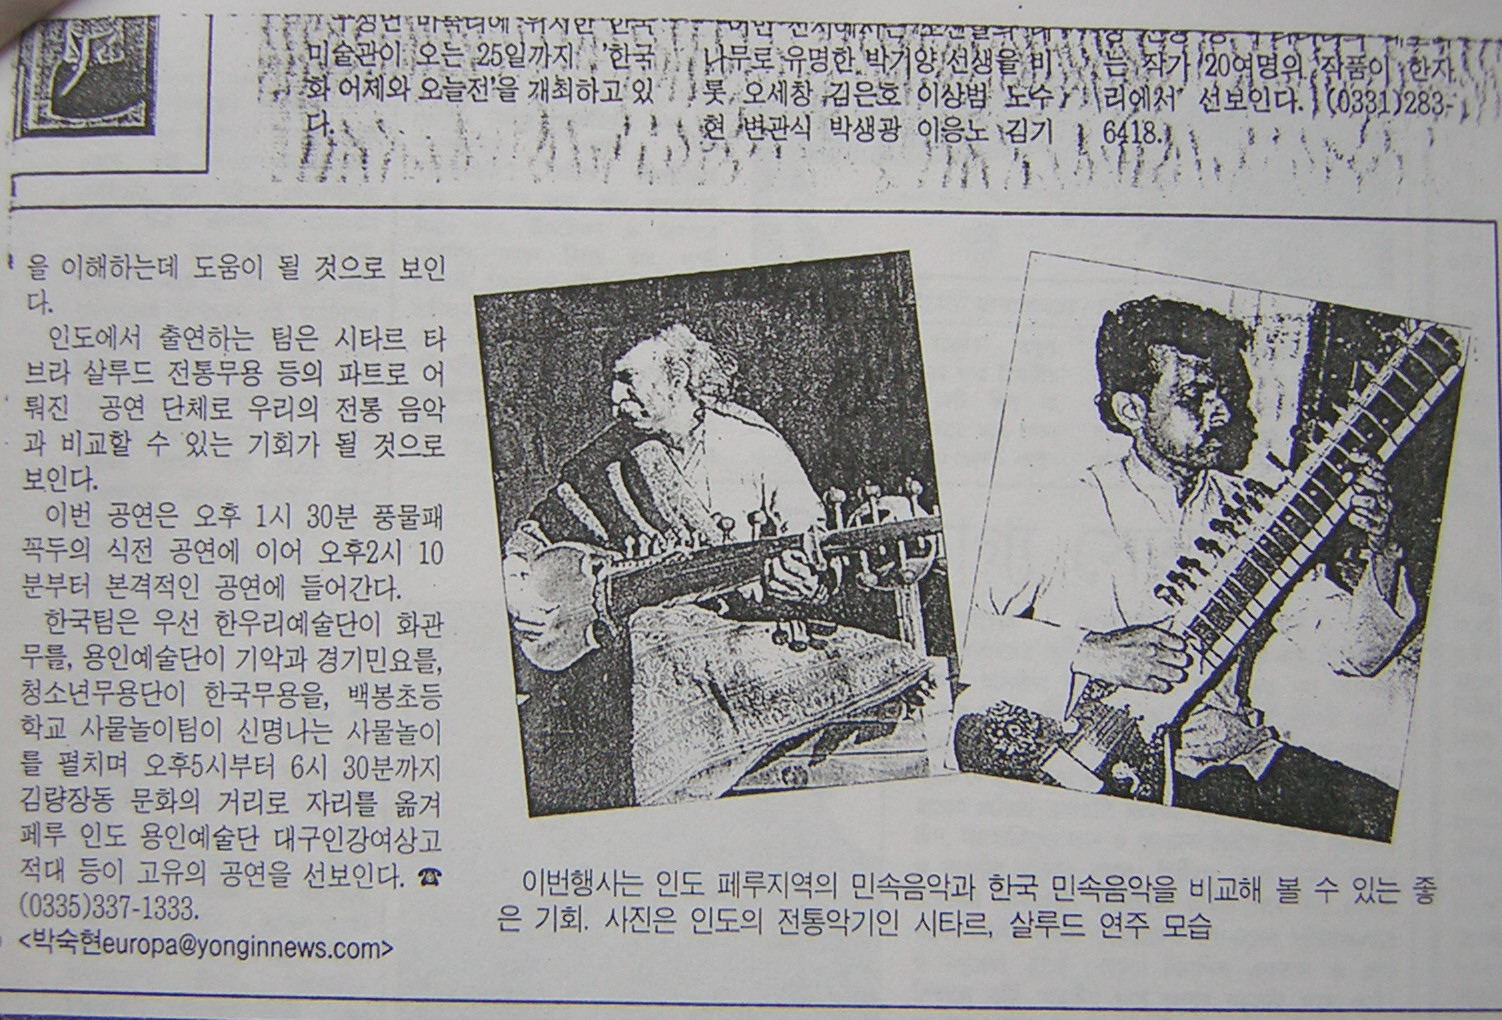 미술관이 오는 25일까지 '한국
화 어제와 오늘전'을 개최하고 있
다.
나무로 유명한 박거양 선생을 비
롯 오세창 김은호 이상범 노수
현 변관식 박생광 이응노 김기
는 작가 20여명의 작품이 한자
리에서 선보인다. (0331)283-
6418.
을 이해하는데 도움이 될 것으로 보인
다.
인도에서 출연하는 팀은 시타르 타
브라 살루드 전통무용 등의 파트로 어
뤄진 공연 단체로 우리의 전통 음악
과 비교할 수 있는 기회가 될 것으로
보인다.
이번 공연은 오후 1시 30분 풍물패
꼭두의 식전 공연에 이어 오후2시 10
분부터 본격적인 공연에 들어간다.
한국팀은 우선 한우리예술단이 화관
무를, 용인예술단이 기악과 경기민요를,
청소년무용단이 한국무용을, 백봉초등
학교 사물놀이팀이 신명나는 사물놀이
를 펼치며 오후5시부터 6시 30분까지
김량장동 문화의 거리로 자리를 옮겨
페루 인도 용인예술단 대구인강여상고
적대 등이 고유의 공연을 선보인다. ☎
(0335)337-1333.
<박숙현europa@yonginnews.com>
이번행사는 인도 페루지역의 민속음악과 한국 민속음악을 비교해 볼 수 있는 좋
은 기회. 사진은 인도의 전통악기인 시타르, 살루드 연주 모습